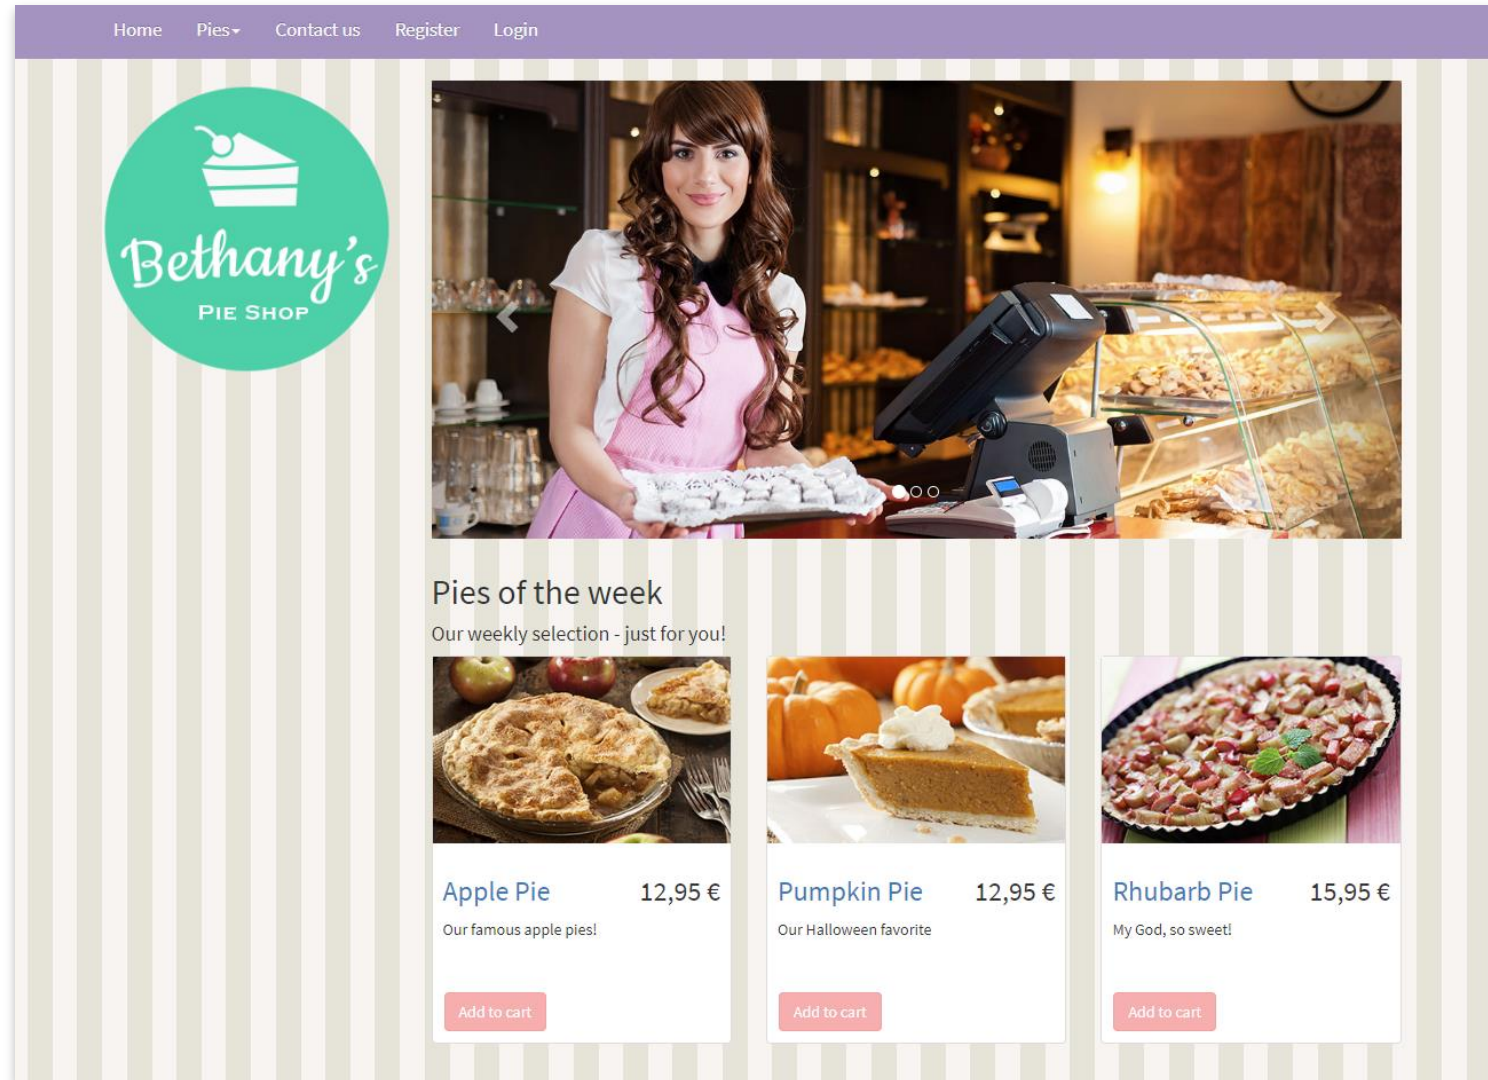 Home Pies Contact us Register Login
Bethany's
PIE SHOP
Pies of the week
Our weekly selection - just for you!
Apple Pie 12,95 €
Our famous apple pies!
Add to cart
Pumpkin Pie 12,95 €
Our Halloween favorite
Add to cart
Rhubarb Pie 15,95 €
My God, so sweet!
Add to cart